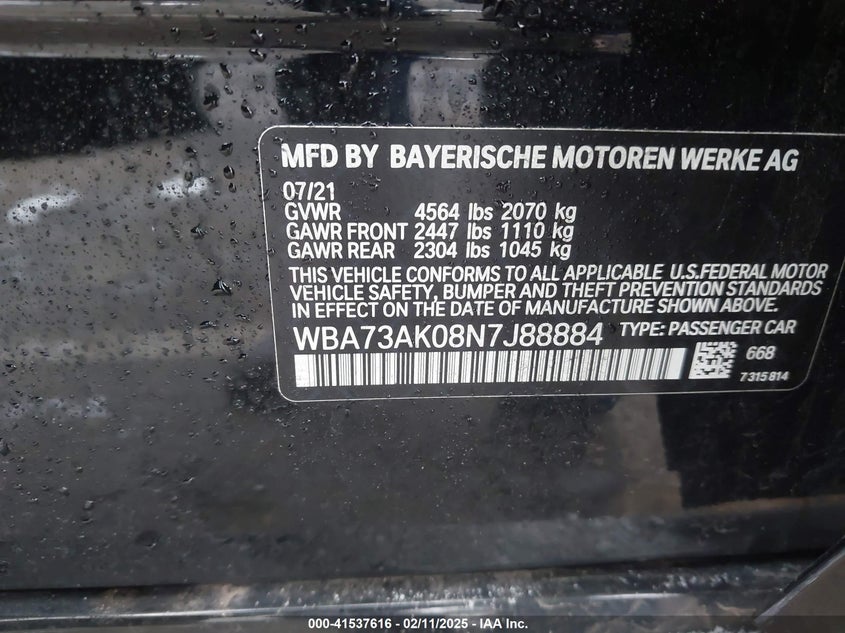 MFD BY BAYERISCHE MOTOREN WERKE AG
07/21
GVWR 4564 lbs 2070 kg
GAWR FRONT 2447 lbs 1110 kg
GAWR REAR 2304 lbs 1045 kg
THIS VEHICLE CONFORMS TO ALL APPLICABLE U.S.FEDERAL MOTOR
VEHICLE SAFETY, BUMPER AND THEFT PREVENTION STANDARDS
IN EFFECT ON THE DATE OF MANUFACTURE SHOWN ABOVE.
WBA73AK08N7J88884 TYPE: PASSENGER CAR
668
7315814
000-41537616 - 02/11/2025 - IAA Inc.